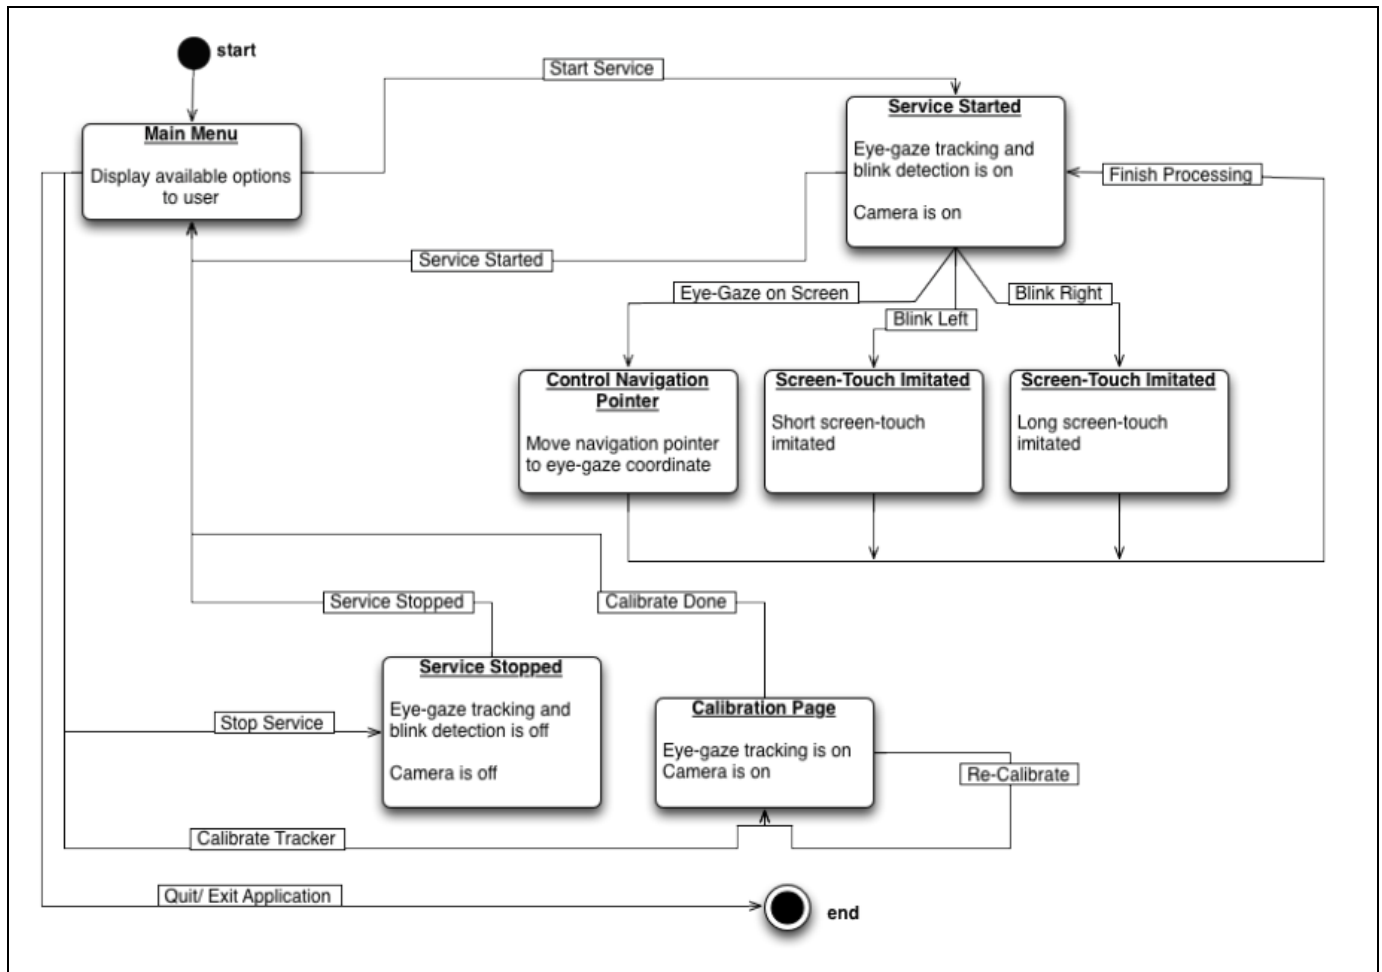 start
Start Service
Main Menu
Display available options
to user
Service Started
Eye-gaze tracking and
blink detection is on
Camera is on
Finish Processing
Service Started
Eye-Gaze on Screen
Blink Left
Blink Right
Control Navigation
Pointer
Move navigation pointer
to eye-gaze coordinate
Screen-Touch Imitated
Short screen-touch
imitated
Screen-Touch Imitated
Long screen-touch
imitated
Service Stopped
Calibrate Done
Service Stopped
Eye-gaze tracking and
blink detection is off
Camera is off
Stop Service
Calibration Page
Eye-gaze tracking is on
Camera is on
Re-Calibrate
Calibrate Tracker
Quit/ Exit Application
end